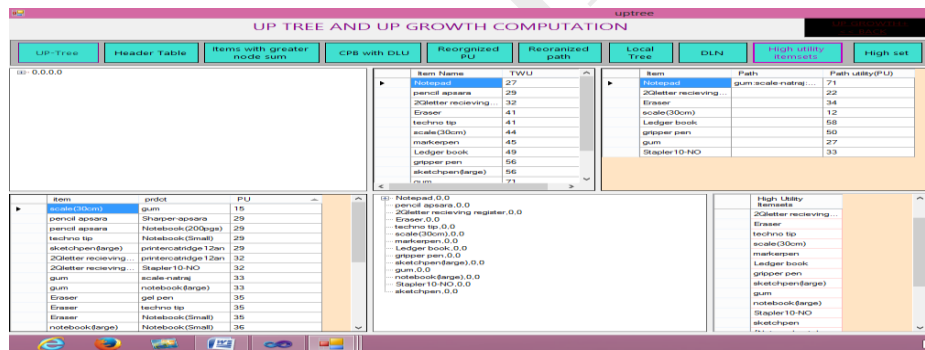 uptree
UP TREE AND UP GROWTH COMPUTATION
UP-Tree
Header Table
Items with greater node sum
CPB with DLU
Reorgnized PU
Reoranized path
Local Tree
DLN
High utility itemsets
High set
0.0.0.0
Item Name TWU
Notepad 27
pencil apsara 29
2Qletter recieving... 32
Eraser 41
techno tip 41
scale(30cm) 44
markerpen 45
Ledger book 49
gripper pen 56
sketchpen(large) 56
gum 71
Item Path Path utility(PU)
Notepad gum:scale-natraj:... 71
2Qletter recieving... 22
Eraser 34
scale(30cm) 12
Ledger book 58
gripper pen 50
gum 27
Stapler10-NO 33
Item prdct PU
scale(30cm) gum 15
pencil apsara Sharper-apsara 29
pencil apsara Notebook(200pgs) 29
techno tip Notebook(Small) 29
sketchpen(large) printercatridge12an 29
2Qletter recieving... printercatridge12an 32
2Qletter recieving... Stapler10-NO 32
gum scale-natraj 33
gum notebook(large) 33
Eraser gel pen 35
Eraser techno tip 35
Eraser Notebook(Small) 35
notebook(large) Notebook(Small) 36
Notepad,0,0
pencil apsara,0,0
2Qletter recieving register,0,0
Eraser,0,0
techno tip,0,0
scale(30cm),0,0
markerpen,0,0
Ledger book,0,0
gripper pen,0,0
sketchpen(large),0,0
gum,0,0
notebook(large),0,0
Stapler10-NO,0,0
sketchpen,0,0
High Utility Itemsets
2Qletter recieving...
Eraser
techno tip
scale(30cm)
markerpen
Ledger book
gripper pen
sketchpen(large)
gum
notebook(large)
Stapler10-NO
sketchpen